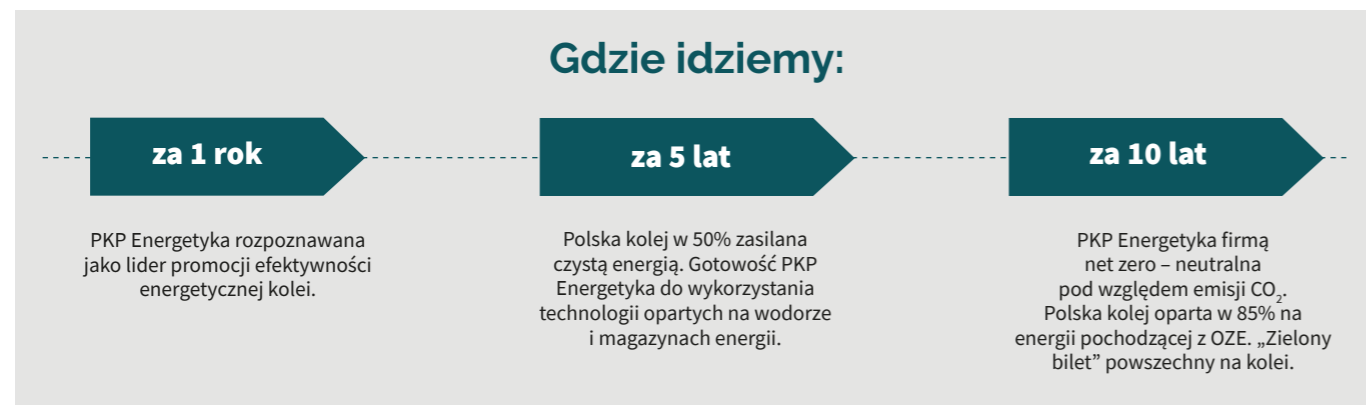 Gdzie idziemy:
za 1 rok
PKP Energetyka rozpoznawana
jako lider promocji efektywności
energetycznej kolei.
za 5 lat
Polska kolej w 50% zasilana
czystą energią. Gotowość PKP
Energetyka do wykorzystania
technologii opartych na wodorze
i magazynach energii.
za 10 lat
PKP Energetyka firmą
net zero – neutralna
pod względem emisji CO₂.
Polska kolej oparta w 85% na
energii pochodzącej z OZE. „Zielony
bilet” powszechny na kolei.